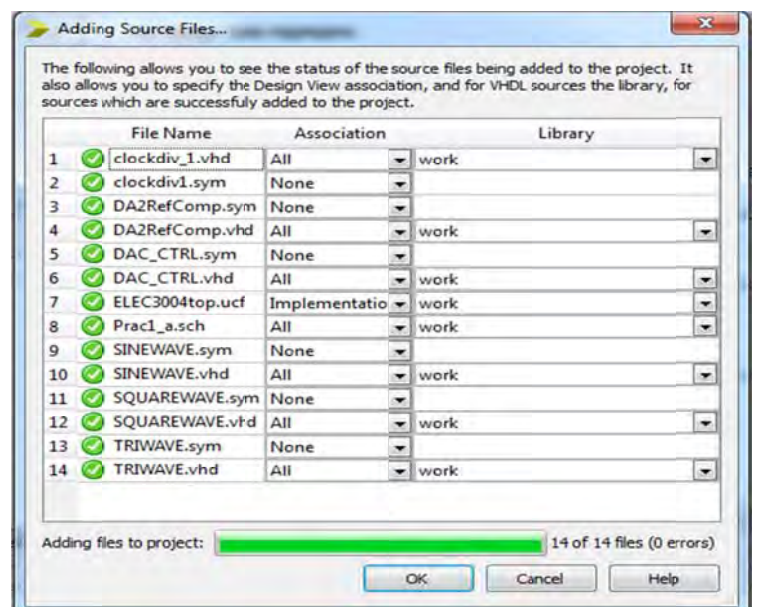 Adding Source Files...
The following allows you to see the status of the source files being added to the project. It
also allows you to specify the Design View association, and for VHDL sources the library, for
sources which are successfuly added to the project.
File Name Association Library
1 clockdiv_1.vhd All work
2 clockdiv1.sym None
3 DA2RefComp.sym None
4 DA2RefComp.vhd All work
5 DAC_CTRL.sym None
6 DAC_CTRL.vhd All work
7 ELEC3004top.ucf Implementatio work
8 Prac1_a.sch All work
9 SINEWAVE.sym None
10 SINEWAVE.vhd All work
11 SQUAREWAVE.sym None
12 SQUAREWAVE.vhd All work
13 TRIWAVE.sym None
14 TRIWAVE.vhd All work
Adding files to project: 14 of 14 files (0 errors)
OK Cancel Help